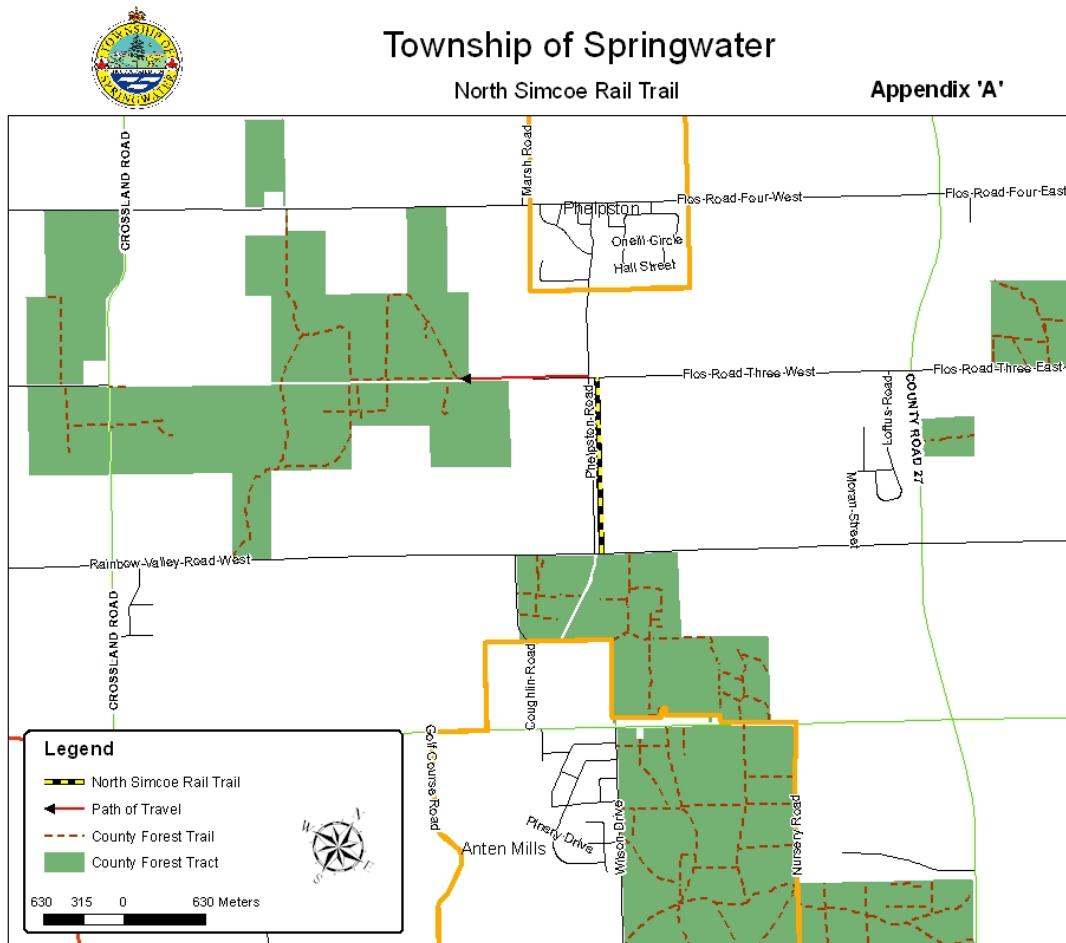 TOWNSHIP OF
SPRINGWATER
Township of Springwater
North Simcoe Rail Trail
Appendix 'A'
CROSSLAND ROAD
Marsh Road
Flos-Road-Four-West
Flos-Road-Four-East
Phelpston
Oneill-Circle
Hall Street
Flos-Road-Three-West
Flos-Road-Three-East
Phelpston-Road
Loftus-Road
COUNTY ROAD 27
Moran-Street
Rainbow-Valley-Road-West
CROSSLAND ROAD
Coughlin-Road
Golf-Course-Road
Pinery-Drive
Anten Mills
Wilson-Drive
Nursery Road
Legend
North Simcoe Rail Trail
Path of Travel
County Forest Trail
County Forest Tract
N
W
E
S
630 315 0 630 Meters